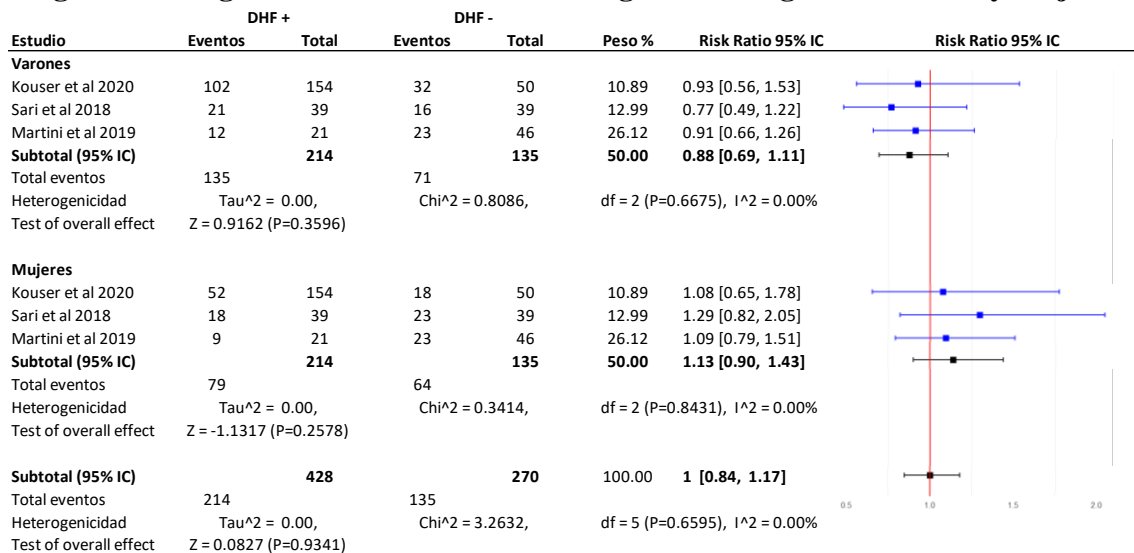 DHF + DHF -
Estudio Eventos Total Eventos Total Peso % Risk Ratio 95% IC Risk Ratio 95% IC
Varones
Kouser et al 2020 102 154 32 50 10.89 0.93 [0.56, 1.53]
Sari et al 2018 21 39 16 39 12.99 0.77 [0.49, 1.22]
Martini et al 2019 12 21 23 46 26.12 0.91 [0.66, 1.26]
Subtotal (95% IC) 214 135 50.00 0.88 [0.69, 1.11]
Total eventos 135 71
Heterogenicidad Tau^2 = 0.00, Chi^2 = 0.8086, df = 2 (P=0.6675), I^2 = 0.00%
Test of overall effect Z = 0.9162 (P=0.3596)
Mujeres
Kouser et al 2020 52 154 18 50 10.89 1.08 [0.65, 1.78]
Sari et al 2018 18 39 23 39 12.99 1.29 [0.82, 2.05]
Martini et al 2019 9 21 23 46 26.12 1.09 [0.79, 1.51]
Subtotal (95% IC) 214 135 50.00 1.13 [0.90, 1.43]
Total eventos 79 64
Heterogenicidad Tau^2 = 0.00, Chi^2 = 0.3414, df = 2 (P=0.8431), I^2 = 0.00%
Test of overall effect Z = -1.1317 (P=0.2578)
Subtotal (95% IC) 428 270 100.00 1 [0.84, 1.17]
Total eventos 214 135
0.5 1.0 1.5 2.0
Heterogenicidad Tau^2 = 0.00, Chi^2 = 3.2632, df = 5 (P=0.6595), I^2 = 0.00%
Test of overall effect Z = 0.0827 (P=0.9341)